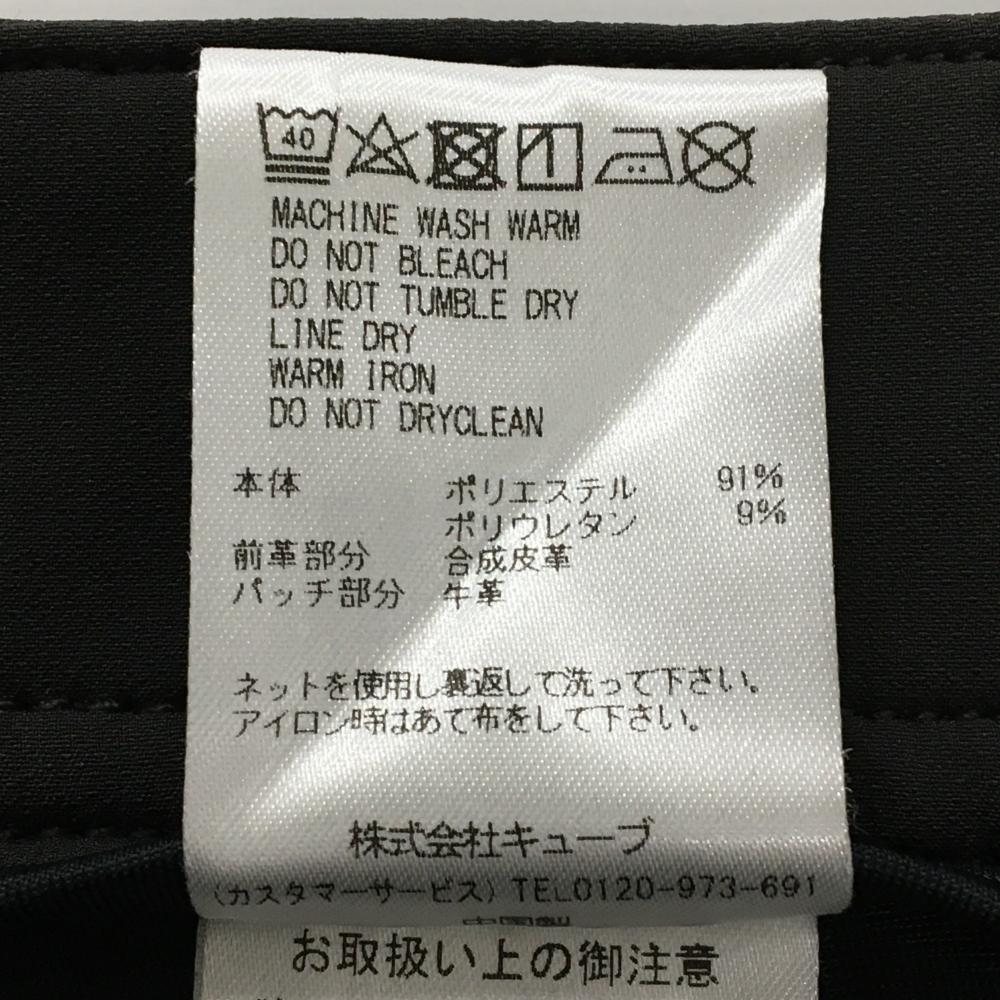 40
MACHINE WASH WARM
DO NOT BLEACH
DO NOT TUMBLE DRY
LINE DRY
WARM IRON
DO NOT DRYCLEAN
本体 ポリエステル 91%
ポリウレタン 9%
前革部分 合成皮革
パッチ部分 牛革
ネットを使用し裏返して洗って下さい。
アイロン時はあて布をして下さい。
株式会社キューブ
(カスタマーサービス) TEL0120-973-691
中国製
お取扱い上の御注意